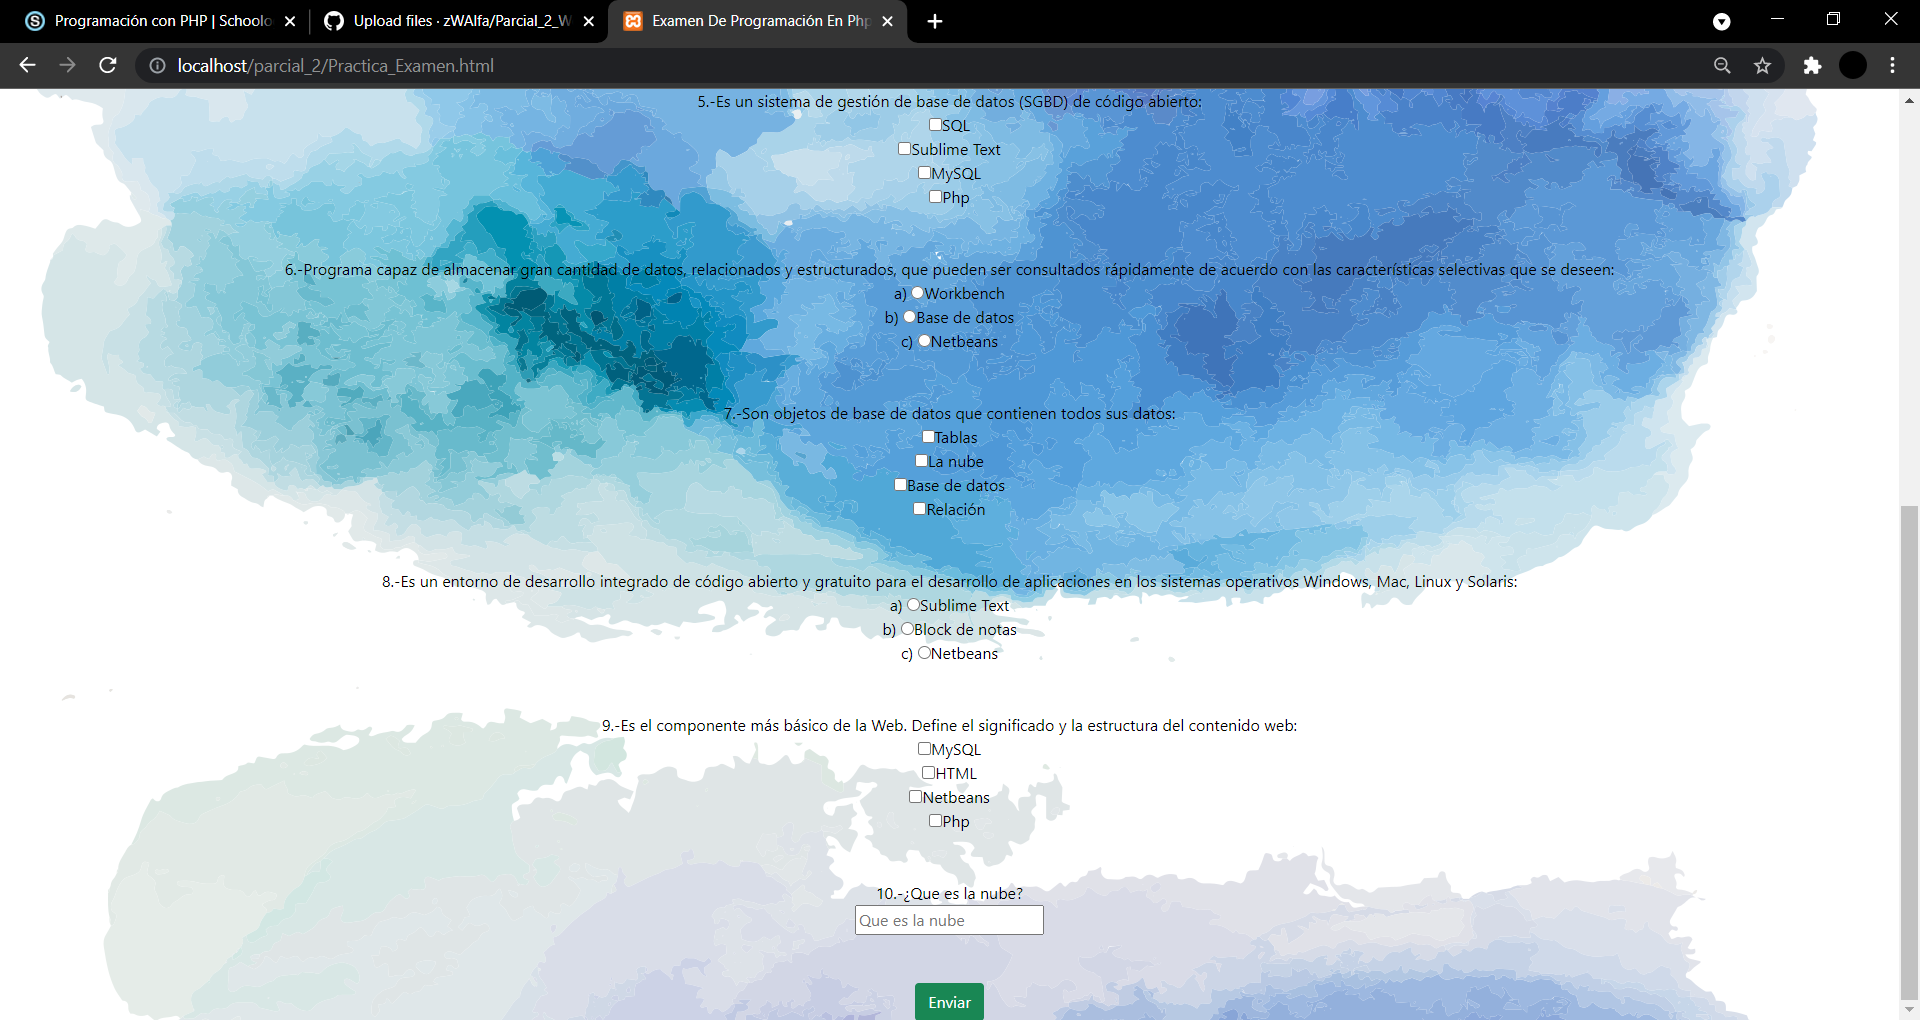 Programación con PHP | Schoolo
Upload files · zWAlfa/Parcial_2_W
Examen De Programación En Php
localhost/parcial_2/Practica_Examen.html
5.-Es un sistema de gestión de base de datos (SGBD) de código abierto:
SQL
Sublime Text
MySQL
Php
6.-Programa capaz de almacenar gran cantidad de datos, relacionados y estructurados, que pueden ser consultados rápidamente de acuerdo con las características selectivas que se deseen:
a) Workbench
b) Base de datos
c) Netbeans
7.-Son objetos de base de datos que contienen todos sus datos:
Tablas
La nube
Base de datos
Relación
8.-Es un entorno de desarrollo integrado de código abierto y gratuito para el desarrollo de aplicaciones en los sistemas operativos Windows, Mac, Linux y Solaris:
a) Sublime Text
b) Block de notas
c) Netbeans
9.-Es el componente más básico de la Web. Define el significado y la estructura del contenido web:
MySQL
HTML
Netbeans
Php
10.-¿Que es la nube?
Que es la nube
Enviar